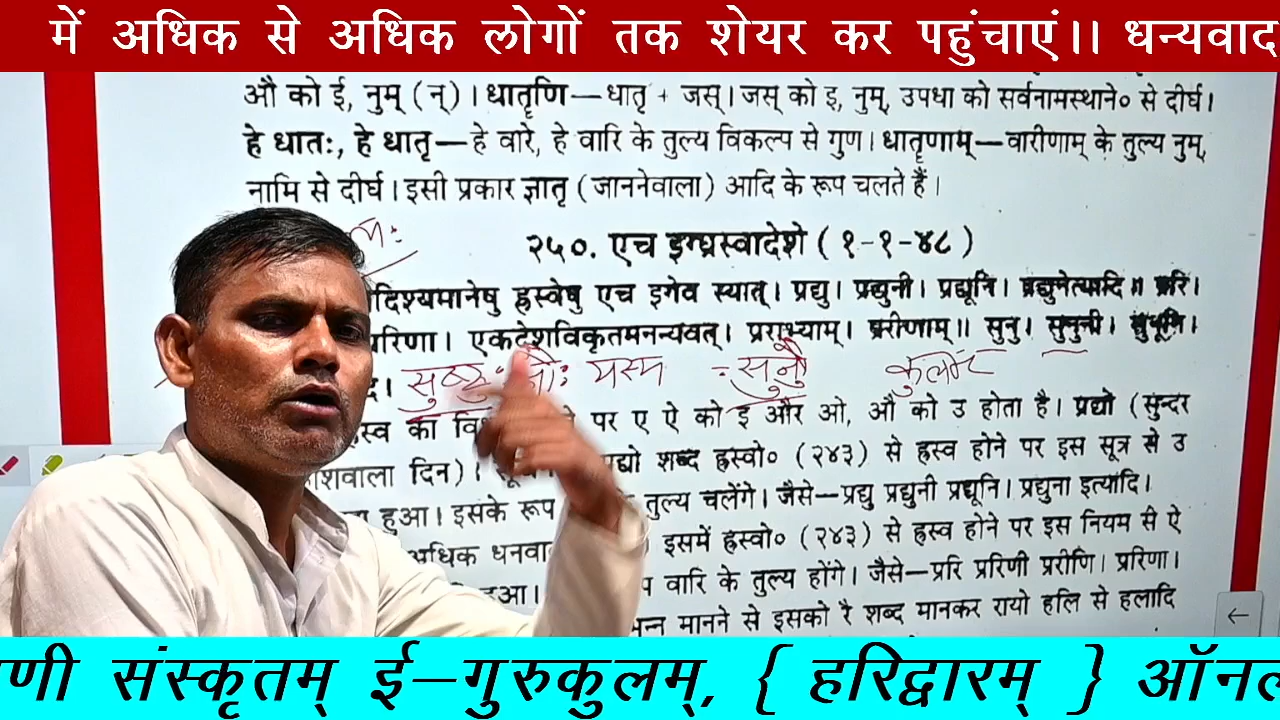 में अधिक से अधिक लोगों तक शेयर कर पहुंचाएं।। धन्यवाद
औ को ई, नुम् (न्) । धातॄणि—धातृ + जस्। जस् को इ, नुम्, उपधा को सर्वनामस्थाने० से दीर्घ।
हे धातः, हे धातृ—हे वारे, हे वारि के तुल्य विकल्प से गुण। धातॄणाम्—वारीणाम् के तुल्य नुम्,
नामि से दीर्घ। इसी प्रकार ज्ञातृ (जाननेवाला) आदि के रूप चलते हैं।
२५०. एच इग्घ्रस्वादेशे (१-१-४८)
दिश्यमानेषु ह्रस्वेषु एच इगेव स्यात्। प्रद्यु। प्रद्युनी। प्रद्यूनि। प्रद्युनेत्यादि॥ प्ररि।
परिणा। एकदेशविकृतमनन्यवत्। प्रराभ्याम्। प्ररीणाम्॥ सुनु। सुनुनी। सुनूनि।
सुष्ठु यस्य सुनौ
पर ए ऐ को इ और ओ, औ को उ होता है। प्रद्यो (सुन्दर
शवाला दिन)। शब्द ह्रस्वो० (२४३) से ह्रस्व होने पर इस सूत्र से उ
हुआ। इसके रूप तुल्य चलेंगे। जैसे—प्रद्यु प्रद्युनी प्रद्यूनि। प्रद्युना इत्यादि।
अधिक इसमें ह्रस्वो० (२४३) से ह्रस्व होने पर इस नियम से ऐ
हुआ। वारि के तुल्य होंगे। जैसे—प्ररि प्ररिणी प्ररीणि। प्ररिणा।
मानने से इसको रै शब्द मानकर रायो हलि से हलादि
णी संस्कृतम् ई-गुरुकुलम्, { हरिद्वारम् } ऑनल